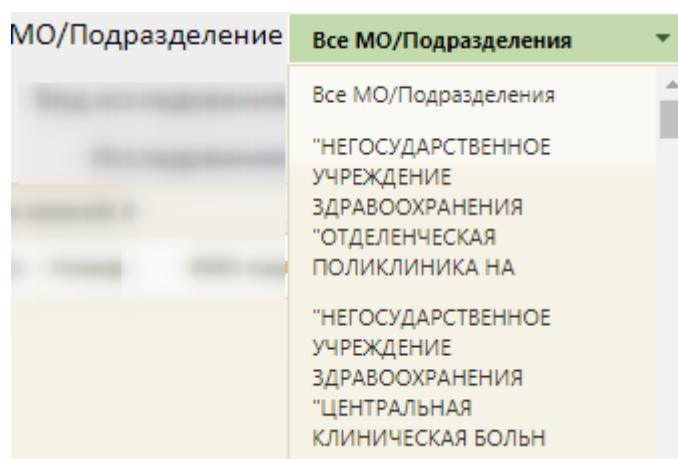 МО/Подразделение
Все МО/Подразделения
Все МО/Подразделения
"НЕГОСУДАРСТВЕННОЕ
УЧРЕЖДЕНИЕ
ЗДРАВООХРАНЕНИЯ
"ОТДЕЛЕНЧЕСКАЯ
ПОЛИКЛИНИКА НА
"НЕГОСУДАРСТВЕННОЕ
УЧРЕЖДЕНИЕ
ЗДРАВООХРАНЕНИЯ
"ЦЕНТРАЛЬНАЯ
КЛИНИЧЕСКАЯ БОЛЬН